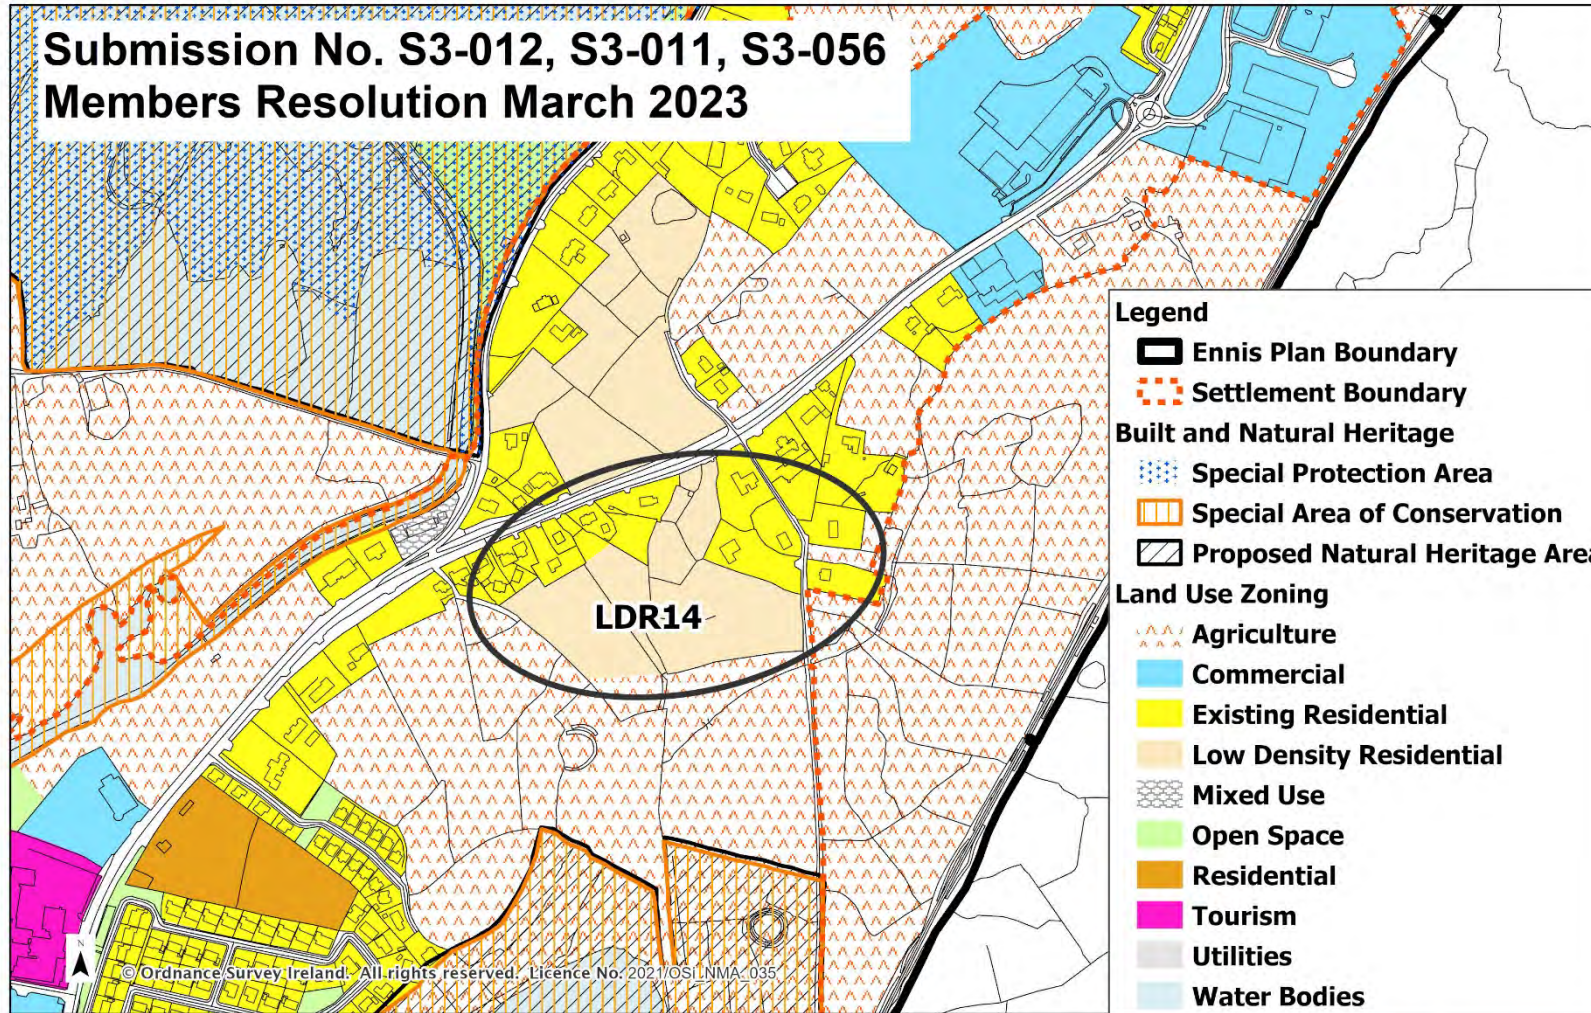 Submission No. S3-012, S3-011, S3-056
Members Resolution March 2023
LDR14
Legend
Ennis Plan Boundary
Settlement Boundary
Built and Natural Heritage
Special Protection Area
Special Area of Conservation
Proposed Natural Heritage Area
Land Use Zoning
Agriculture
Commercial
Existing Residential
Low Density Residential
Mixed Use
Open Space
Residential
Tourism
Utilities
Water Bodies
N
© Ordnance Survey Ireland. All rights reserved. Licence No. 2021/OSi_NMA_035